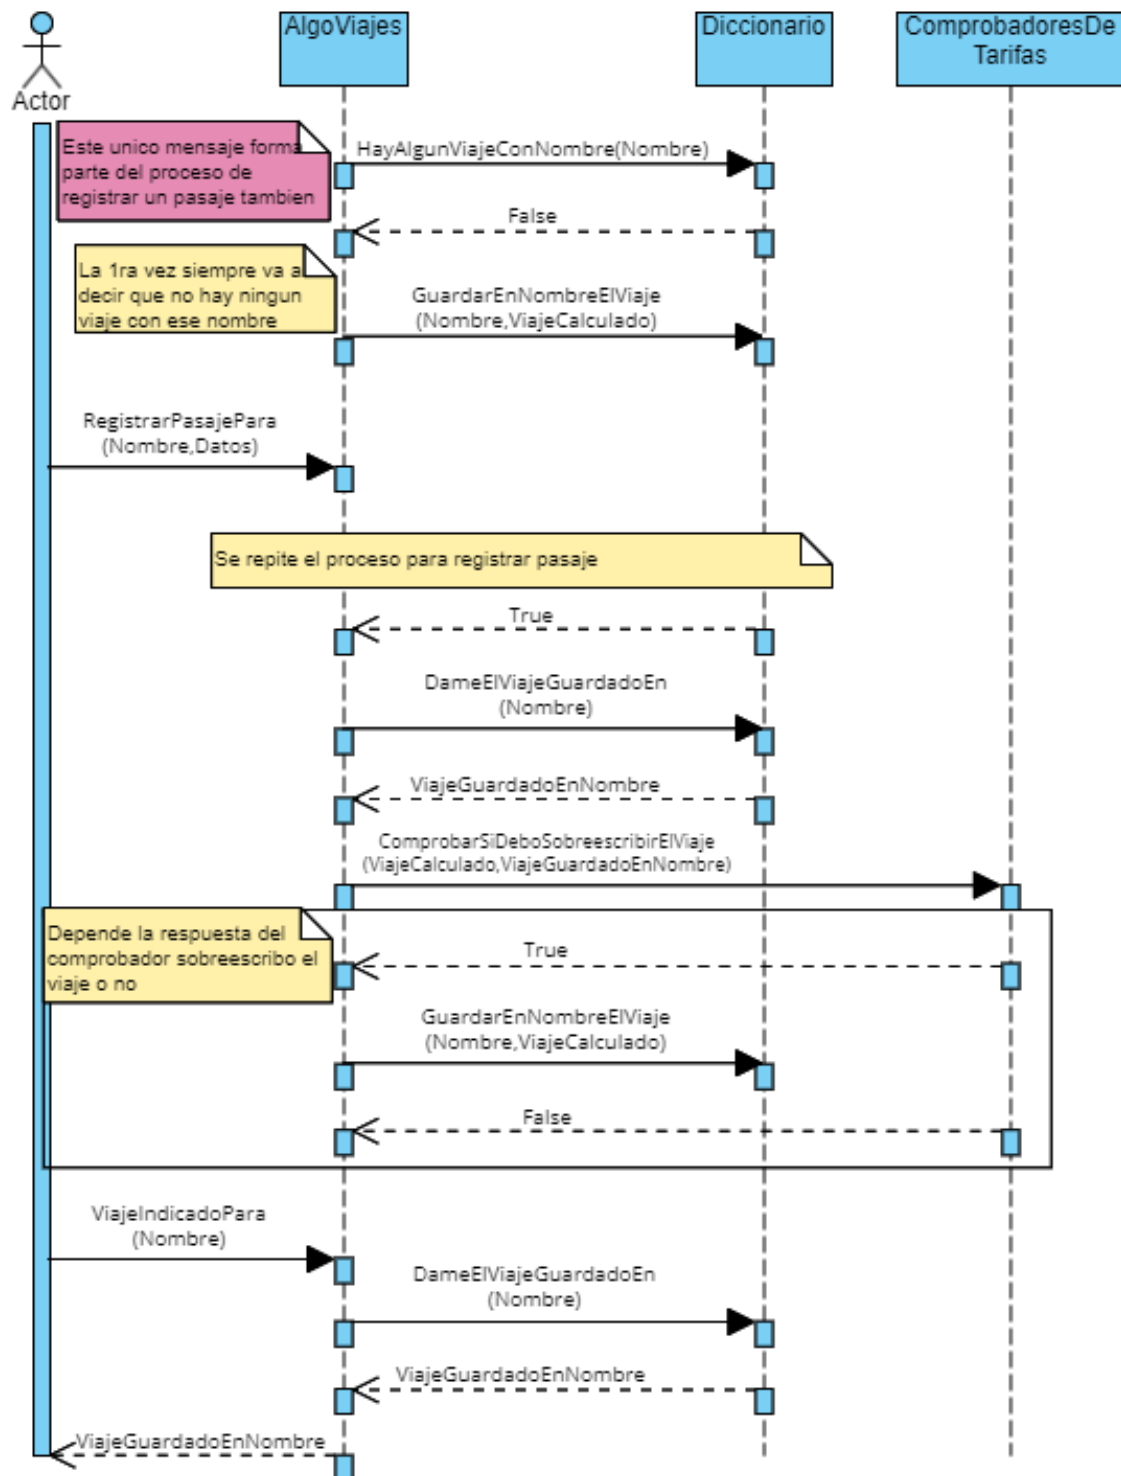 AlgoViajes
Diccionario
ComprobadoresDe
Tarifas
Actor
Este unico mensaje forma
parte del proceso de
registrar un pasaje tambien
HayAlgunViajeConNombre(Nombre)
False
La 1ra vez siempre va a
decir que no hay ningun
viaje con ese nombre
GuardarEnNombreElViaje
(Nombre,ViajeCalculado)
RegistrarPasajePara
(Nombre,Datos)
Se repite el proceso para registrar pasaje
True
DameElViajeGuardadoEn
(Nombre)
ViajeGuardadoEnNombre
ComprobarSiDeboSobreescribirElViaje
(ViajeCalculado,ViajeGuardadoEnNombre)
Depende la respuesta del
comprobador sobreescribo el
viaje o no
True
GuardarEnNombreElViaje
(Nombre,ViajeCalculado)
False
ViajeIndicadoPara
(Nombre)
DameElViajeGuardadoEn
(Nombre)
ViajeGuardadoEnNombre
ViajeGuardadoEnNombre